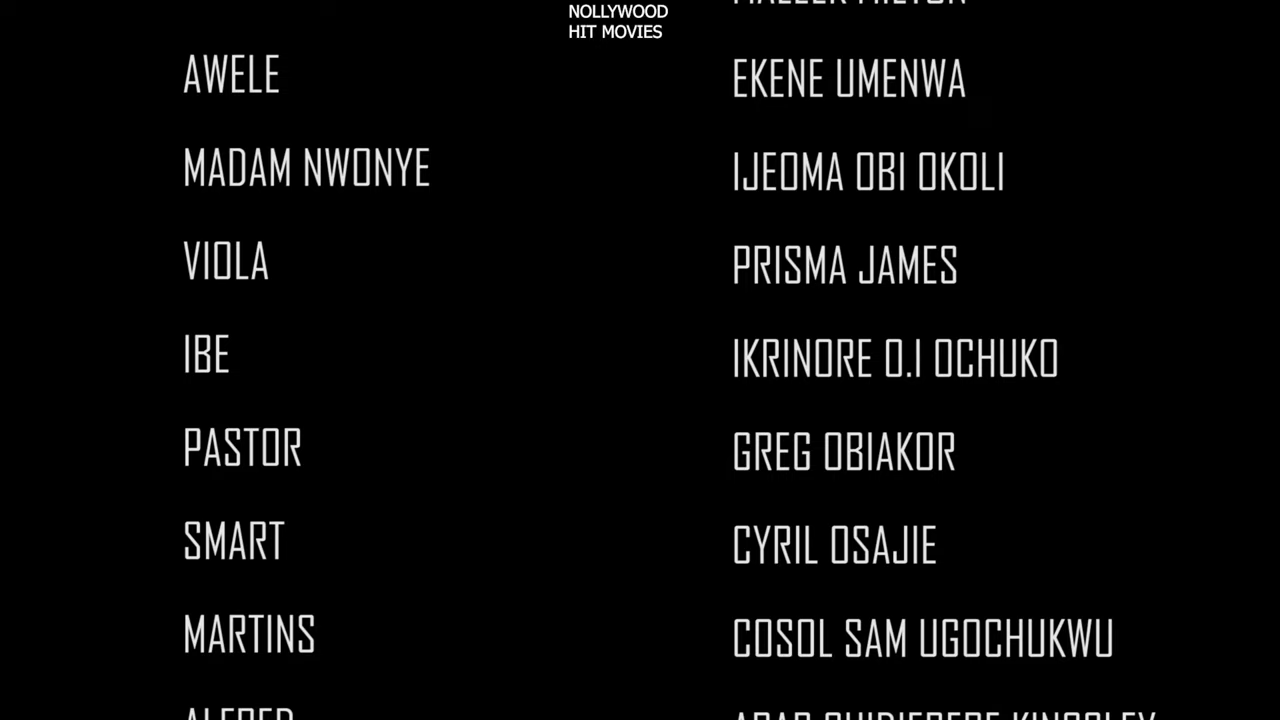 NOLLYWOOD
HIT MOVIES
AWELE EKENE UMENWA
MADAM NWONYE IJEOMA OBI OKOLI
VIOLA PRISMA JAMES
IBE IKRINORE O.I OCHUKO
PASTOR GREG OBIAKOR
SMART CYRIL OSAJIE
MARTINS COSOL SAM UGOCHUKWU
ALFRED